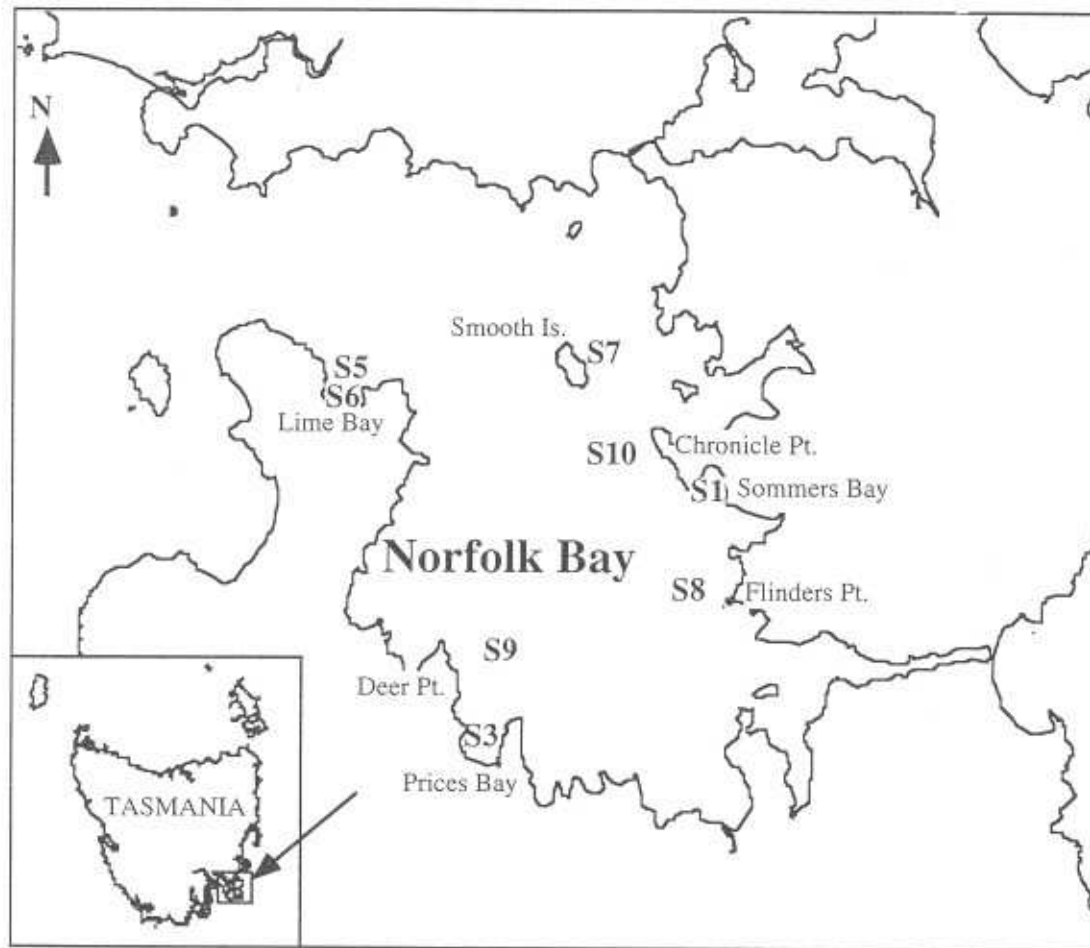 N
Smooth Is.
S7
S5
S6
Lime Bay
S10
Chronicle Pt.
S1
Sommers Bay
Norfolk Bay
S8
Flinders Pt.
S9
Deer Pt.
S3
Prices Bay
TASMANIA